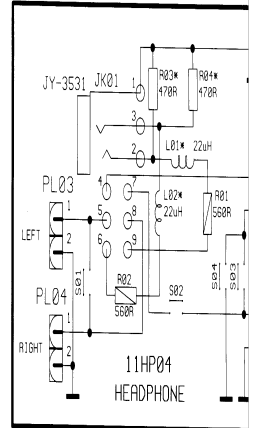 R03* R04*
470R 470R
JY-3531 JK01 1
3
L01* 22uH
2
4 7
PL03
L02*
22uH
R01
560R
1
5 8
LEFT
2
6 9
S01
R02
560R
S02
S04
S03
PL04
1
RIGHT
2
11HP04
HEADPHONE